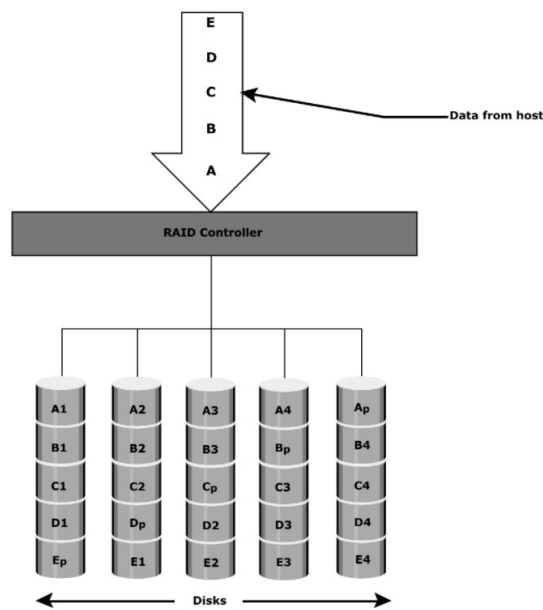 E
D
C
B
A
Data from host
RAID Controller
A1 A2 A3 A4 Ap
B1 B2 B3 Bp B4
C1 C2 Cp C3 C4
D1 Dp D2 D3 D4
Ep E1 E2 E3 E4
Disks